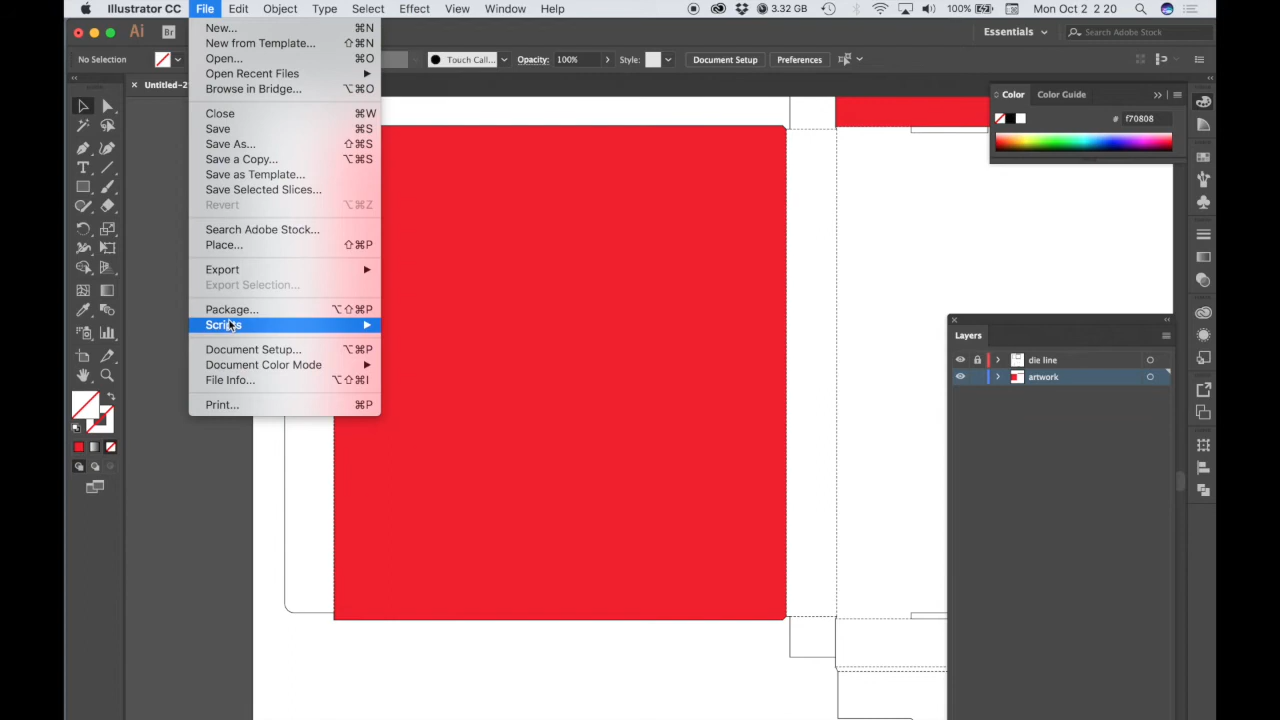 Illustrator CC File Edit Object Type Select Effect View Window Help 3.32 GB 100% Mon Oct 2 2 20
Ai Br Essentials Search Adobe Stock
No Selection Touch Call... Opacity: 100% Style: Document Setup Preferences
× Untitled-2
New... ⌘N
New from Template... ⇧⌘N
Open... ⌘O
Open Recent Files
Browse in Bridge... ⌥⌘O
Close ⌘W
Save ⌘S
Save As... ⇧⌘S
Save a Copy... ⌥⌘S
Save as Template...
Save Selected Slices...
Revert ⌥⌘Z
Search Adobe Stock...
Place... ⇧⌘P
Export
Export Selection...
Package... ⌥⇧⌘P
Scripts
Document Setup... ⌥⌘P
Document Color Mode
File Info... ⌥⇧⌘I
Print... ⌘P
Color Color Guide
# f70808
Layers
die line
artwork